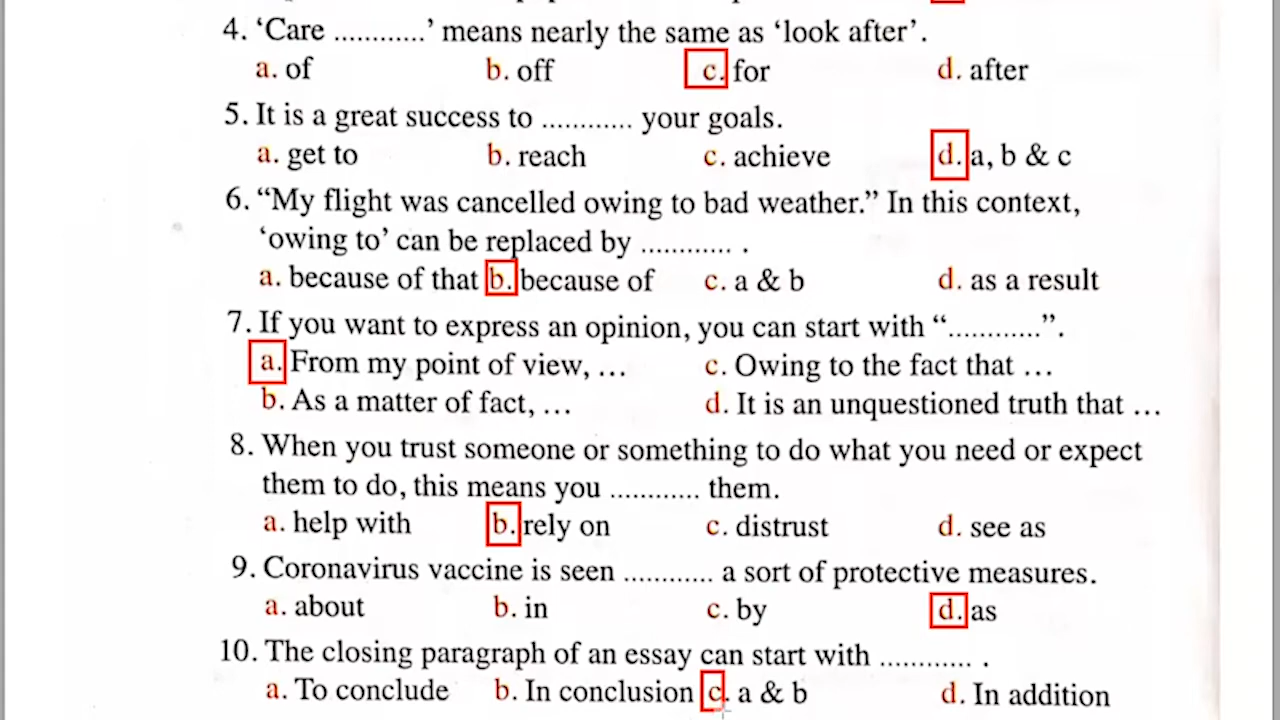 4. ‘Care ............’ means nearly the same as ‘look after’.
a. of b. off c. for d. after
5. It is a great success to ............ your goals.
a. get to b. reach c. achieve d. a, b & c
6. “My flight was cancelled owing to bad weather.” In this context,
‘owing to’ can be replaced by ............ .
a. because of that b. because of c. a & b d. as a result
7. If you want to express an opinion, you can start with “............”.
a. From my point of view, ... c. Owing to the fact that ...
b. As a matter of fact, ... d. It is an unquestioned truth that ...
8. When you trust someone or something to do what you need or expect
them to do, this means you ............ them.
a. help with b. rely on c. distrust d. see as
9. Coronavirus vaccine is seen ............ a sort of protective measures.
a. about b. in c. by d. as
10. The closing paragraph of an essay can start with ............ .
a. To conclude b. In conclusion c. a & b d. In addition